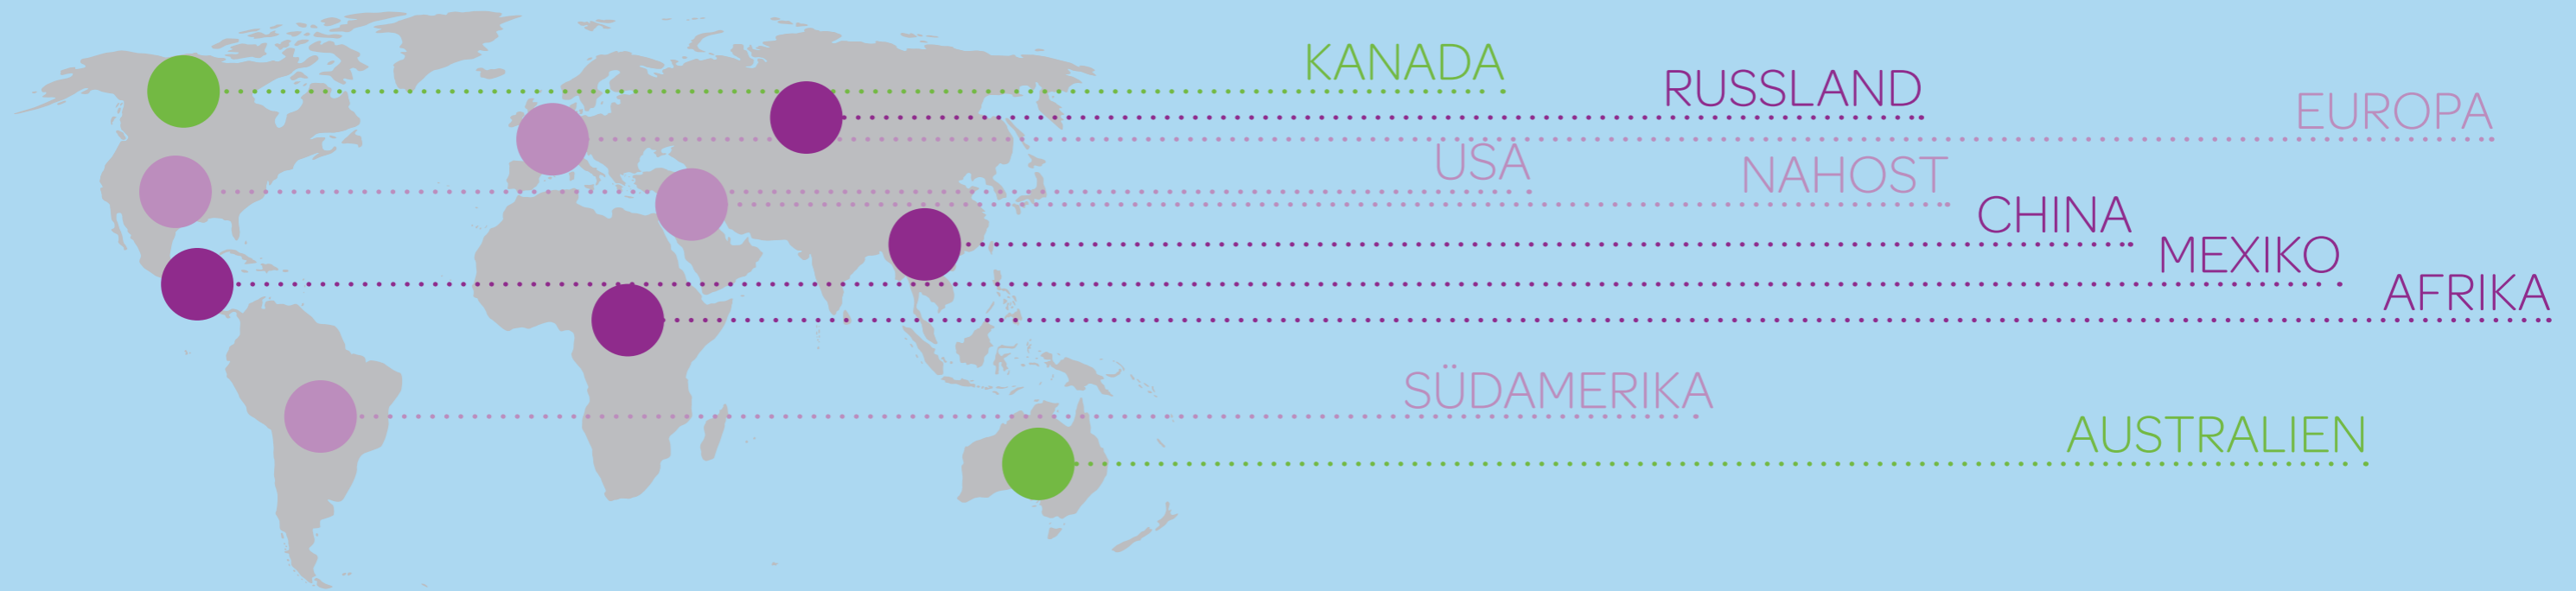 KANADA
RUSSLAND
EUROPA
USA
NAHOST
CHINA
MEXIKO
AFRIKA
SÜDAMERIKA
AUSTRALIEN